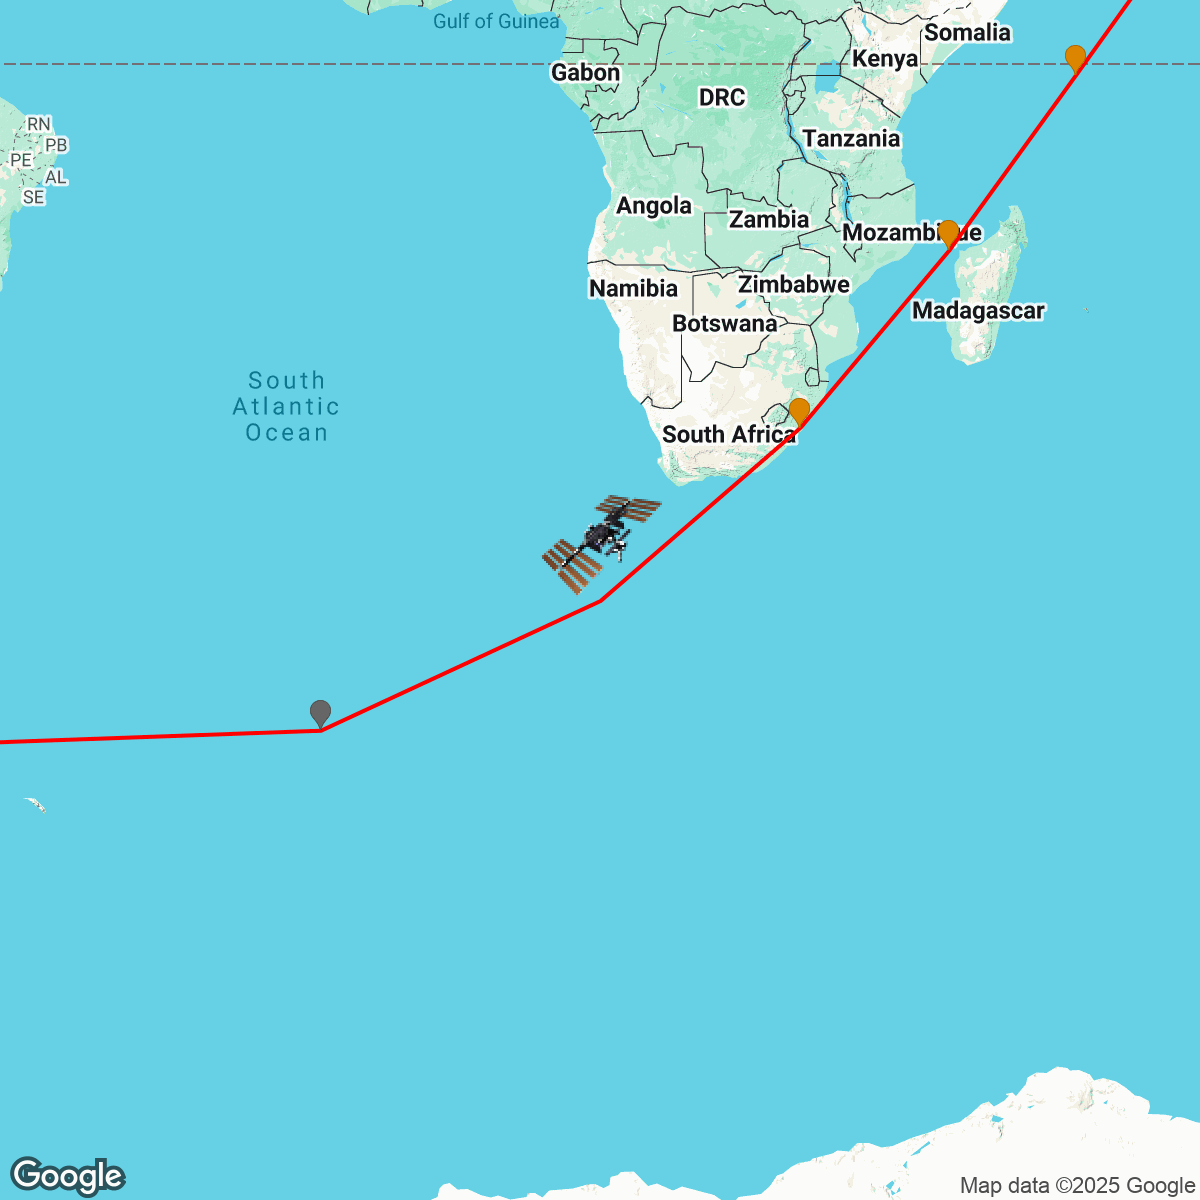 Gulf of Guinea
Somalia
Kenya
Gabon
DRC
RN
PB
PE
AL
SE
Tanzania
Angola
Zambia
Namibia
Zimbabwe
Botswana
Madagascar
South
Atlantic
Ocean
South Africa
Google
Map data ©2025 Google